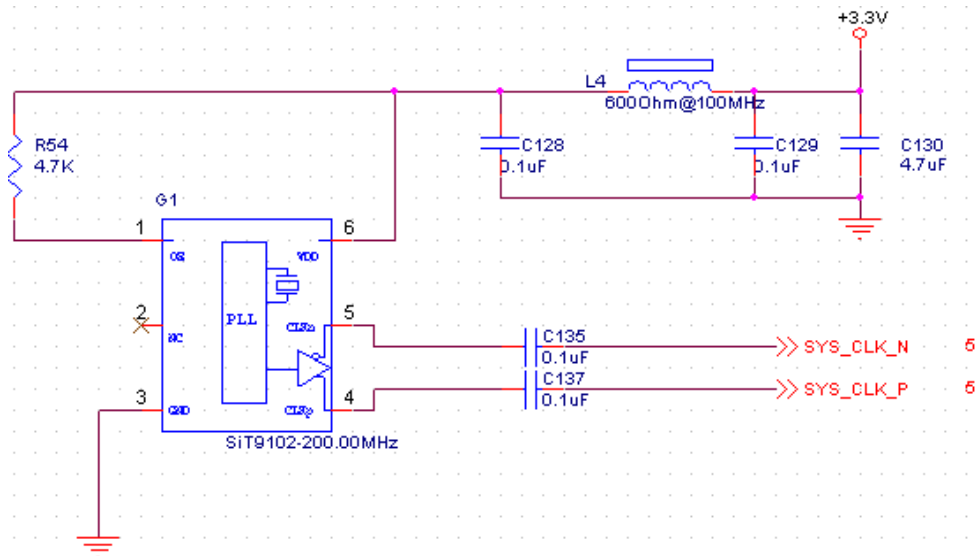 +3.3V
L4
600Ohm@100MHz
R54
4.7K
C128
0.1uF
C129
0.1uF
C130
4.7uF
G1
1
6
OE
VDD
2
NC
PLL
CLKn
5
C135
0.1uF
SYS_CLK_N
5
C137
0.1uF
SYS_CLK_P
5
3
GND
CLKp
4
SiT9102-200.00MHz